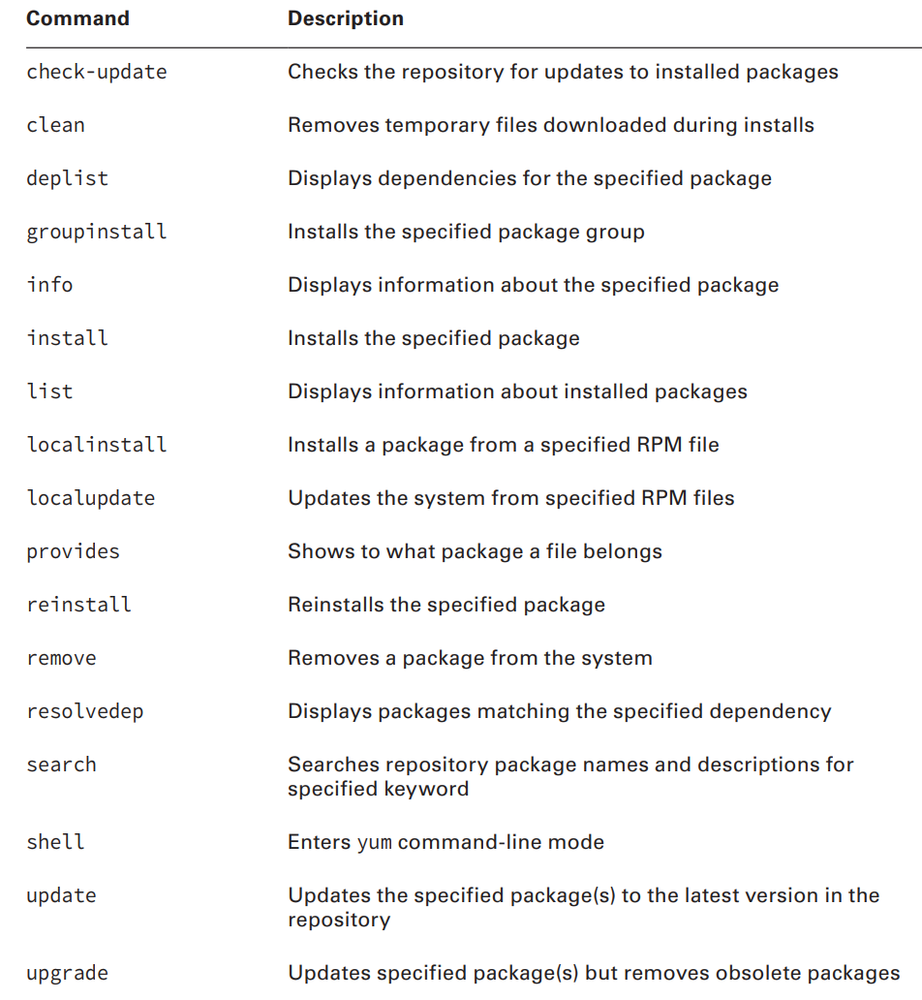 Command Description
check-update Checks the repository for updates to installed packages
clean Removes temporary files downloaded during installs
deplist Displays dependencies for the specified package
groupinstall Installs the specified package group
info Displays information about the specified package
install Installs the specified package
list Displays information about installed packages
localinstall Installs a package from a specified RPM file
localupdate Updates the system from specified RPM files
provides Shows to what package a file belongs
reinstall Reinstalls the specified package
remove Removes a package from the system
resolvedep Displays packages matching the specified dependency
search Searches repository package names and descriptions for
specified keyword
shell Enters yum command-line mode
update Updates the specified package(s) to the latest version in the
repository
upgrade Updates specified package(s) but removes obsolete packages